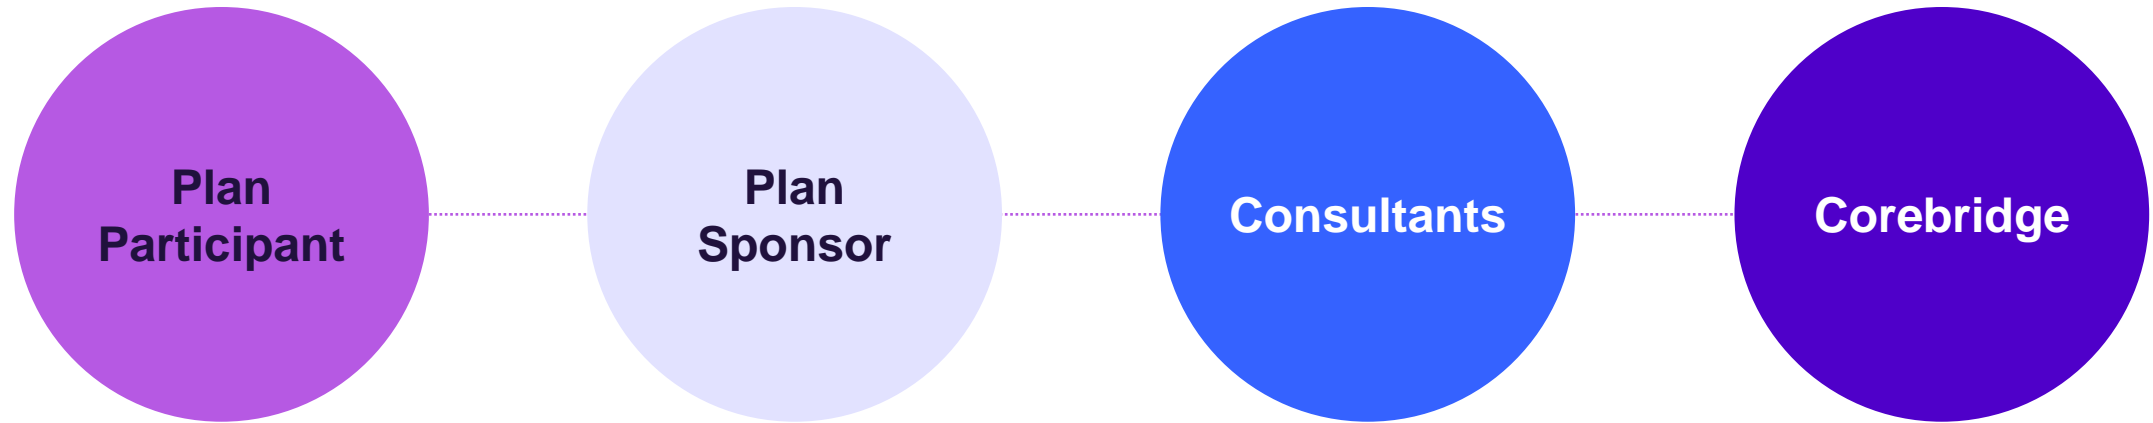 Plan
Participant
Plan
Sponsor
Consultants
Corebridge